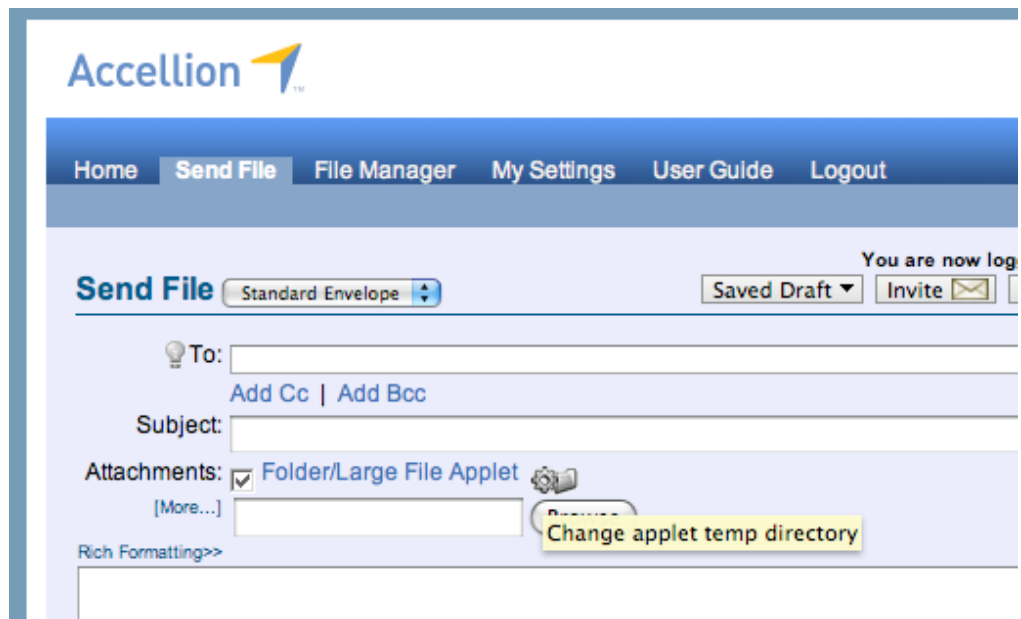 Accellion TM
Home Send File File Manager My Settings User Guide Logout
You are now log
Send File Standard Envelope Saved Draft Invite
To:
Add Cc | Add Bcc
Subject:
Attachments: Folder/Large File Applet
[More...]
Change applet temp directory
Rich Formatting>>